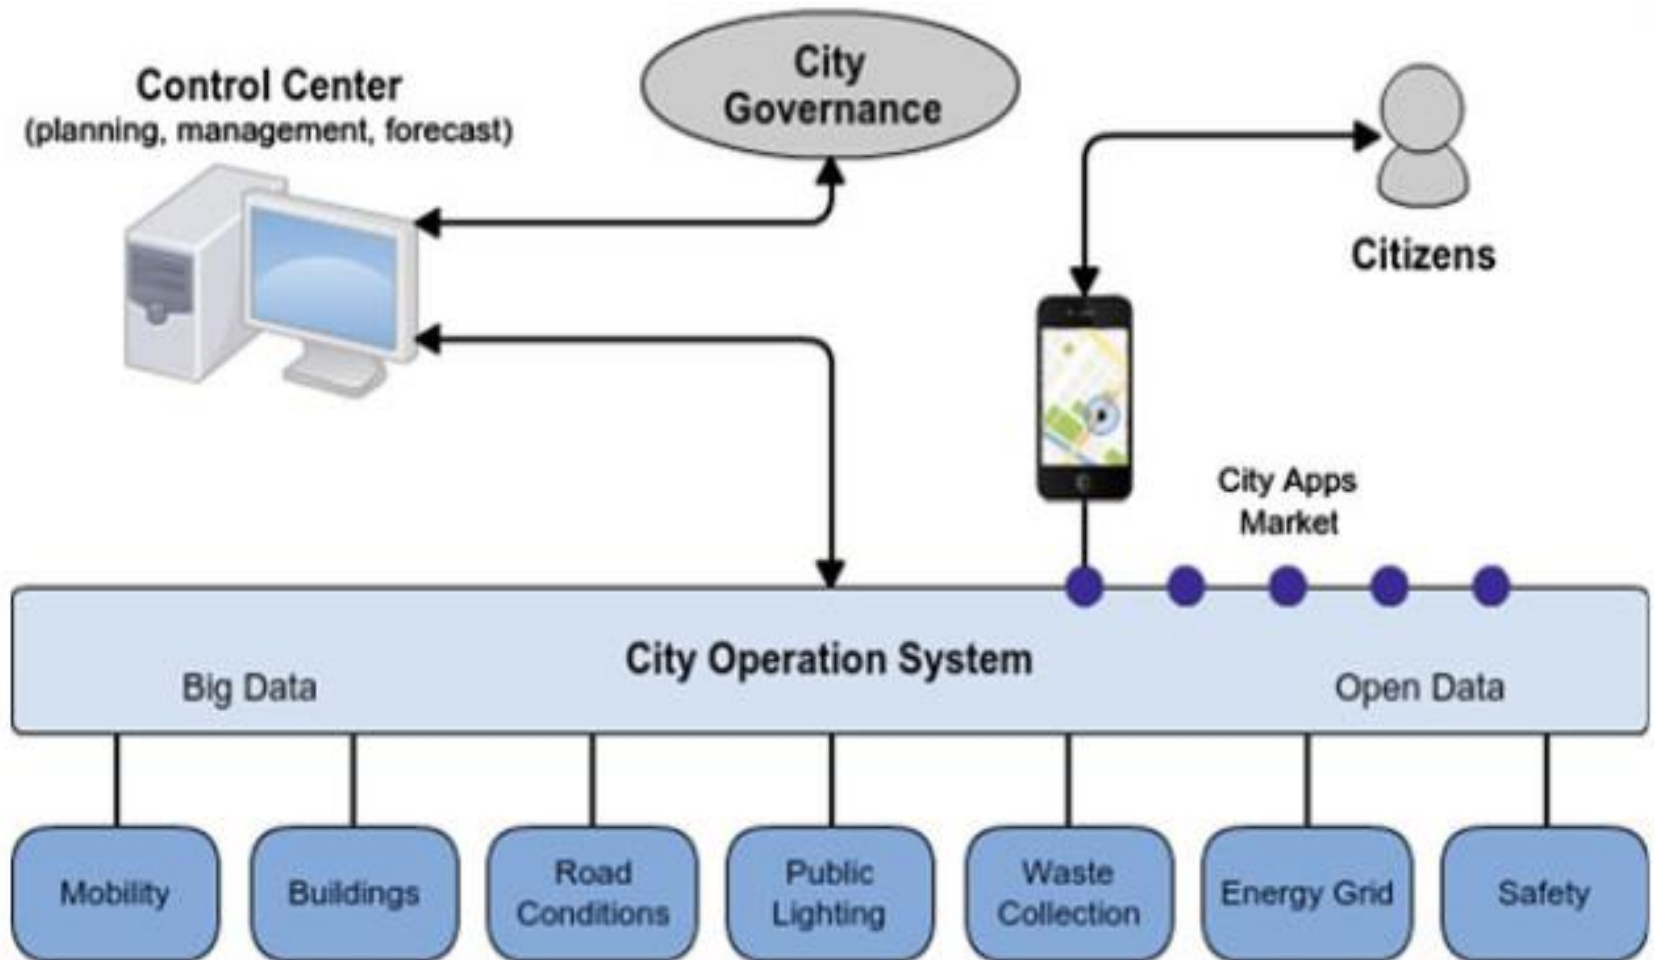 City
Governance
Control Center
(planning, management, forecast)
Citizens
City Apps
Market
City Operation System
Big Data
Open Data
Mobility
Buildings
Road
Conditions
Public
Lighting
Waste
Collection
Energy Grid
Safety